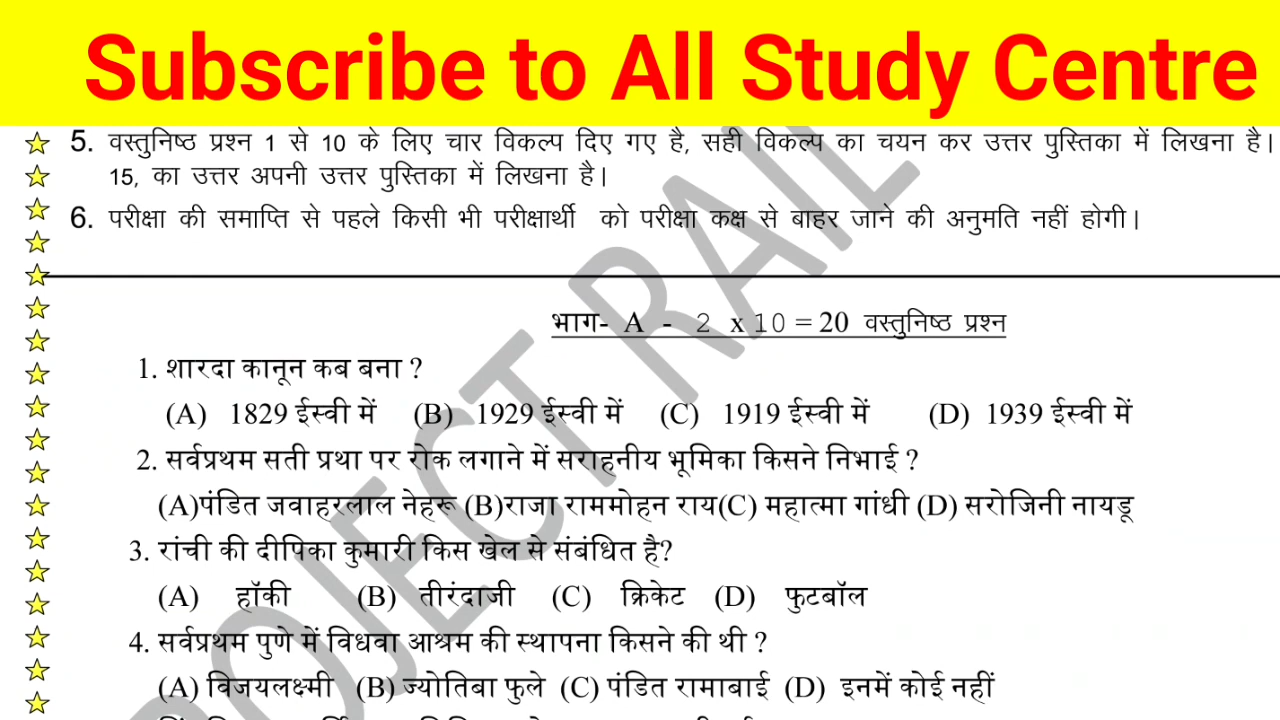 Subscribe to All Study Centre
5. वस्तुनिष्ठ प्रश्न 1 से 10 के लिए चार विकल्प दिए गए है, सही विकल्प का चयन कर उत्तर पुस्तिका में लिखना है।
15, का उत्तर अपनी उत्तर पुस्तिका में लिखना है।
6. परीक्षा की समाप्ति से पहले किसी भी परीक्षार्थी को परीक्षा कक्ष से बाहर जाने की अनुमति नहीं होगी।
भाग- A - 2 x 10 = 20 वस्तुनिष्ठ प्रश्न
1. शारदा कानून कब बना ?
(A) 1829 ईस्वी में (B) 1929 ईस्वी में (C) 1919 ईस्वी में (D) 1939 ईस्वी में
2. सर्वप्रथम सती प्रथा पर रोक लगाने में सराहनीय भूमिका किसने निभाई ?
(A)पंडित जवाहरलाल नेहरू (B)राजा राममोहन राय(C) महात्मा गांधी (D) सरोजिनी नायडू
3. रांची की दीपिका कुमारी किस खेल से संबंधित है?
(A) हॉकी (B) तीरंदाजी (C) क्रिकेट (D) फुटबॉल
4. सर्वप्रथम पुणे में विधवा आश्रम की स्थापना किसने की थी ?
(A) विजयलक्ष्मी (B) ज्योतिबा फुले (C) पंडित रामाबाई (D) इनमें कोई नहीं
PROJECT RAIL